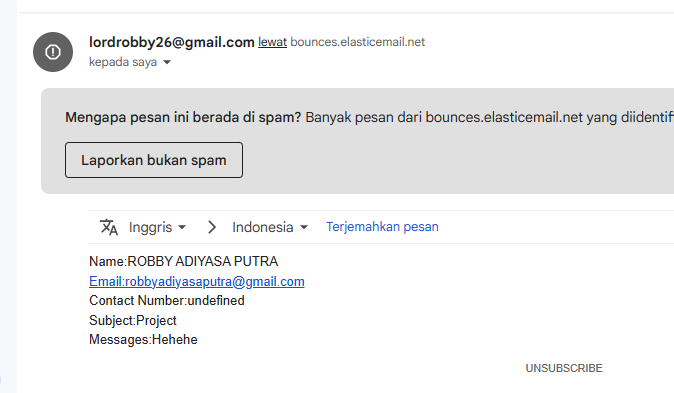 lordrobby26@gmail.com lewat bounces.elasticemail.net
kepada saya
Mengapa pesan ini berada di spam? Banyak pesan dari bounces.elasticemail.net yang diidentif
Laporkan bukan spam
Inggris > Indonesia Terjemahkan pesan
Name:ROBBY ADIYASA PUTRA
Email:robbyadiyasaputra@gmail.com
Contact Number:undefined
Subject:Project
Messages:Hehehe
UNSUBSCRIBE